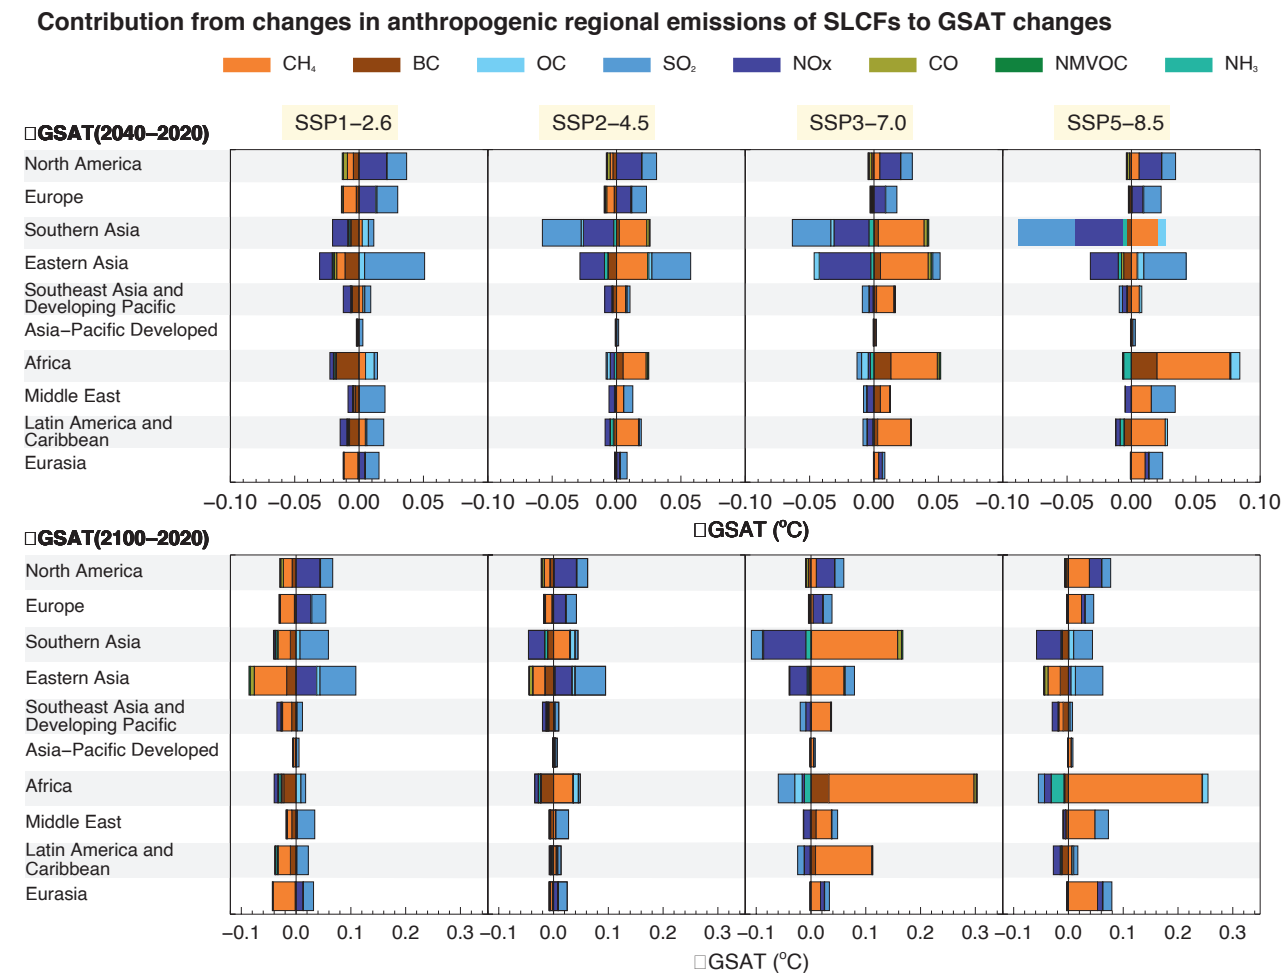 Contribution from changes in anthropogenic regional emissions of SLCFs to GSAT changes
CH₄ BC OC SO₂ NOx CO NMVOC NH₃
□GSAT(2040–2020) SSP1–2.6 SSP2–4.5 SSP3–7.0 SSP5–8.5
North America
Europe
Southern Asia
Eastern Asia
Southeast Asia and
Developing Pacific
Asia–Pacific Developed
Africa
Middle East
Latin America and
Caribbean
Eurasia
−0.10 −0.05 0.00 0.05 −0.10 −0.05 0.00 0.05 −0.10 −0.05 0.00 0.05 −0.10 −0.05 0.00 0.05 0.10
□GSAT (°C)
□GSAT(2100–2020)
North America
Europe
Southern Asia
Eastern Asia
Southeast Asia and
Developing Pacific
Asia–Pacific Developed
Africa
Middle East
Latin America and
Caribbean
Eurasia
−0.1 0.0 0.1 0.2 0.3 −0.1 0.0 0.1 0.2 0.3 −0.1 0.0 0.1 0.2 0.3 −0.1 0.0 0.1 0.2 0.3
□GSAT (°C)